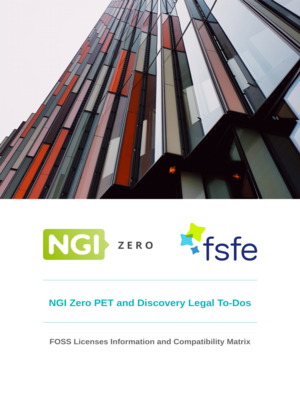 NGI ZERO
fsfe
NGI Zero PET and Discovery Legal To-Dos
FOSS Licenses Information and Compatibility Matrix